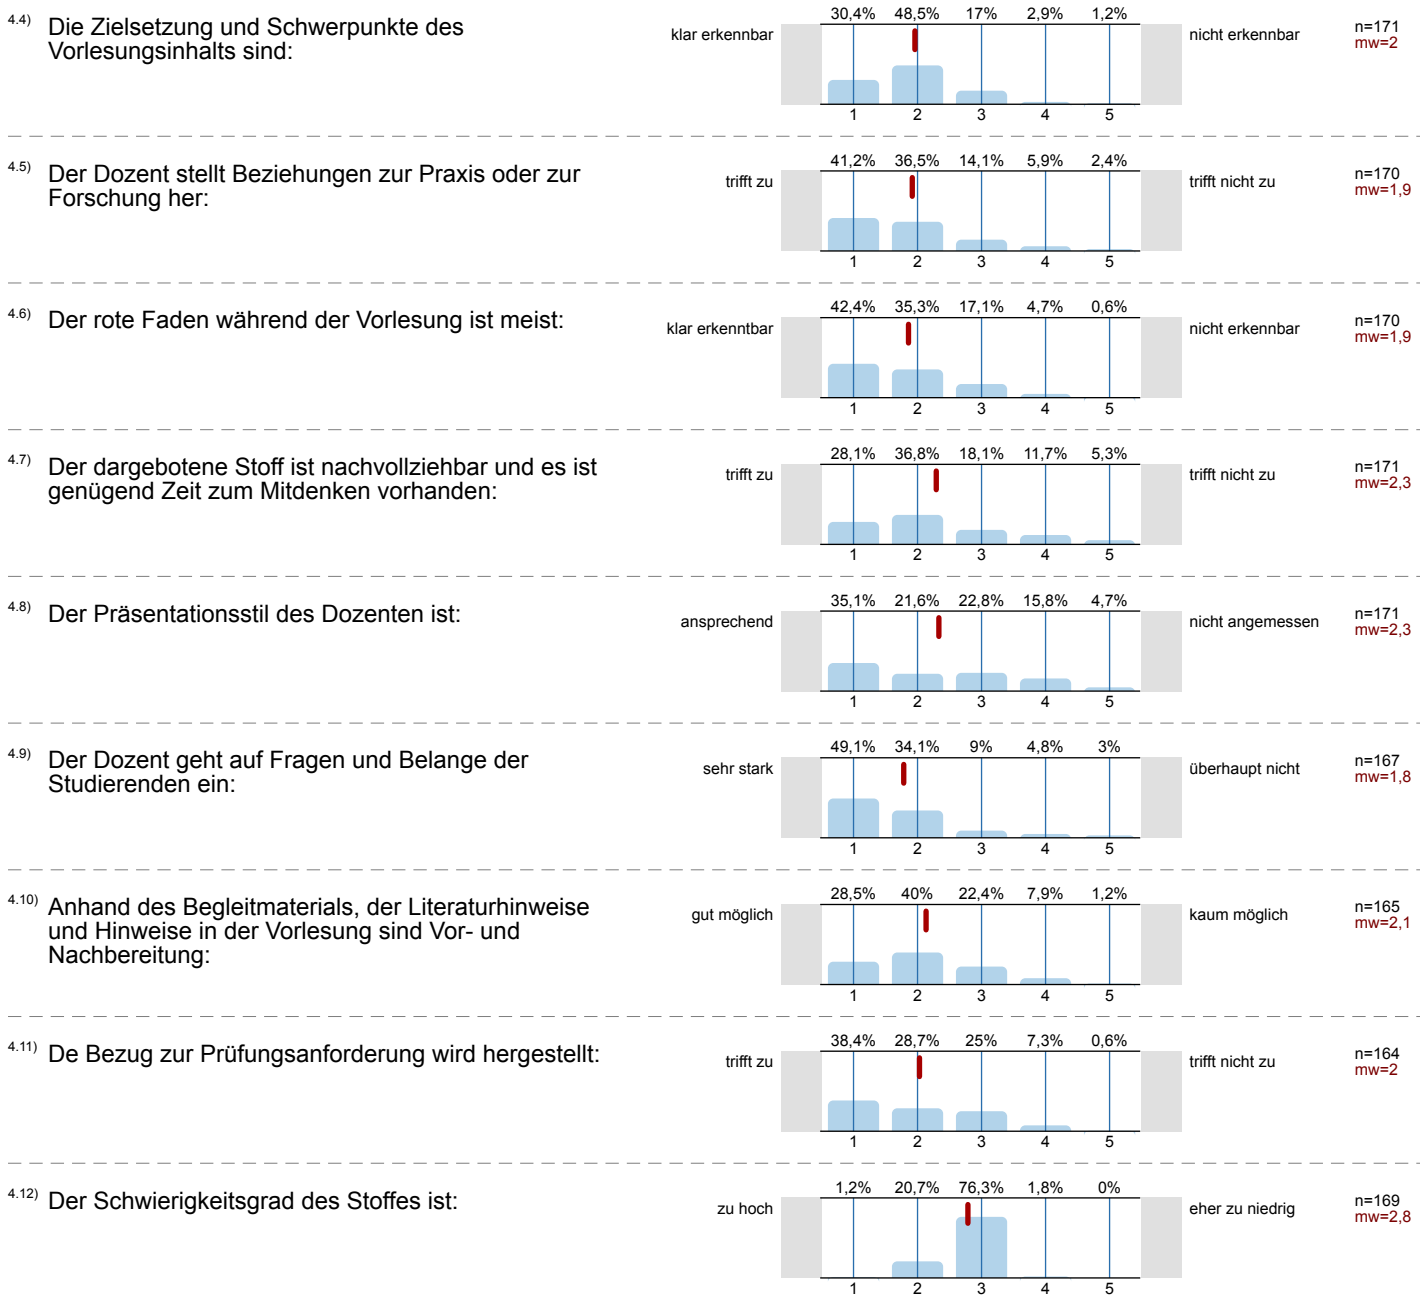 4.4) Die Zielsetzung und Schwerpunkte des
Vorlesungsinhalts sind:
klar erkennbar
30,4% 48,5% 17% 2,9% 1,2%
1 2 3 4 5
nicht erkennbar
n=171
mw=2
4.5) Der Dozent stellt Beziehungen zur Praxis oder zur
Forschung her:
trifft zu
41,2% 36,5% 14,1% 5,9% 2,4%
1 2 3 4 5
trifft nicht zu
n=170
mw=1,9
4.6) Der rote Faden während der Vorlesung ist meist:
klar erkenntbar
42,4% 35,3% 17,1% 4,7% 0,6%
1 2 3 4 5
nicht erkennbar
n=170
mw=1,9
4.7) Der dargebotene Stoff ist nachvollziehbar und es ist
genügend Zeit zum Mitdenken vorhanden:
trifft zu
28,1% 36,8% 18,1% 11,7% 5,3%
1 2 3 4 5
trifft nicht zu
n=171
mw=2,3
4.8) Der Präsentationsstil des Dozenten ist:
ansprechend
35,1% 21,6% 22,8% 15,8% 4,7%
1 2 3 4 5
nicht angemessen
n=171
mw=2,3
4.9) Der Dozent geht auf Fragen und Belange der
Studierenden ein:
sehr stark
49,1% 34,1% 9% 4,8% 3%
1 2 3 4 5
überhaupt nicht
n=167
mw=1,8
4.10) Anhand des Begleitmaterials, der Literaturhinweise
und Hinweise in der Vorlesung sind Vor- und
Nachbereitung:
gut möglich
28,5% 40% 22,4% 7,9% 1,2%
1 2 3 4 5
kaum möglich
n=165
mw=2,1
4.11) De Bezug zur Prüfungsanforderung wird hergestellt:
trifft zu
38,4% 28,7% 25% 7,3% 0,6%
1 2 3 4 5
trifft nicht zu
n=164
mw=2
4.12) Der Schwierigkeitsgrad des Stoffes ist:
zu hoch
1,2% 20,7% 76,3% 1,8% 0%
1 2 3 4 5
eher zu niedrig
n=169
mw=2,8